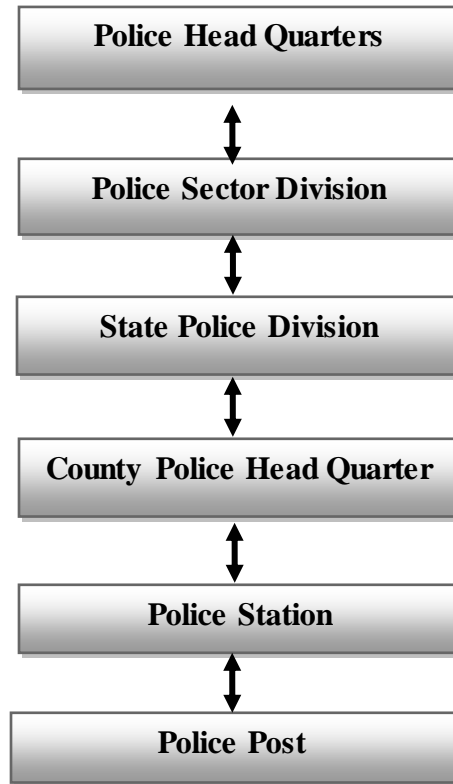 Police Head Quarters
Police Sector Division
State Police Division
County Police Head Quarter
Police Station
Police Post